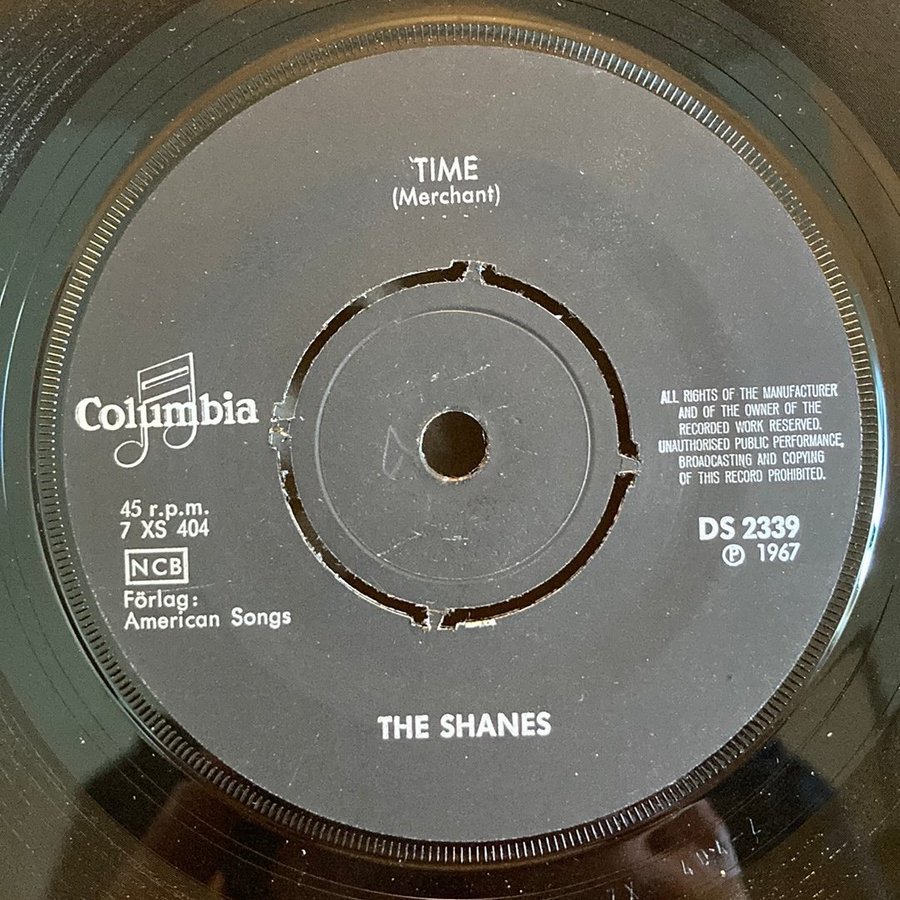 TIME
(Merchant)
Columbia
45 r.p.m.
7 XS 404
NCB
Förlag:
American Songs
ALL RIGHTS OF THE MANUFACTURER
AND OF THE OWNER OF THE
RECORDED WORK RESERVED.
UNAUTHORISED PUBLIC PERFORMANCE,
BROADCASTING AND COPYING
OF THIS RECORD PROHIBITED.
DS 2339
℗ 1967
THE SHANES